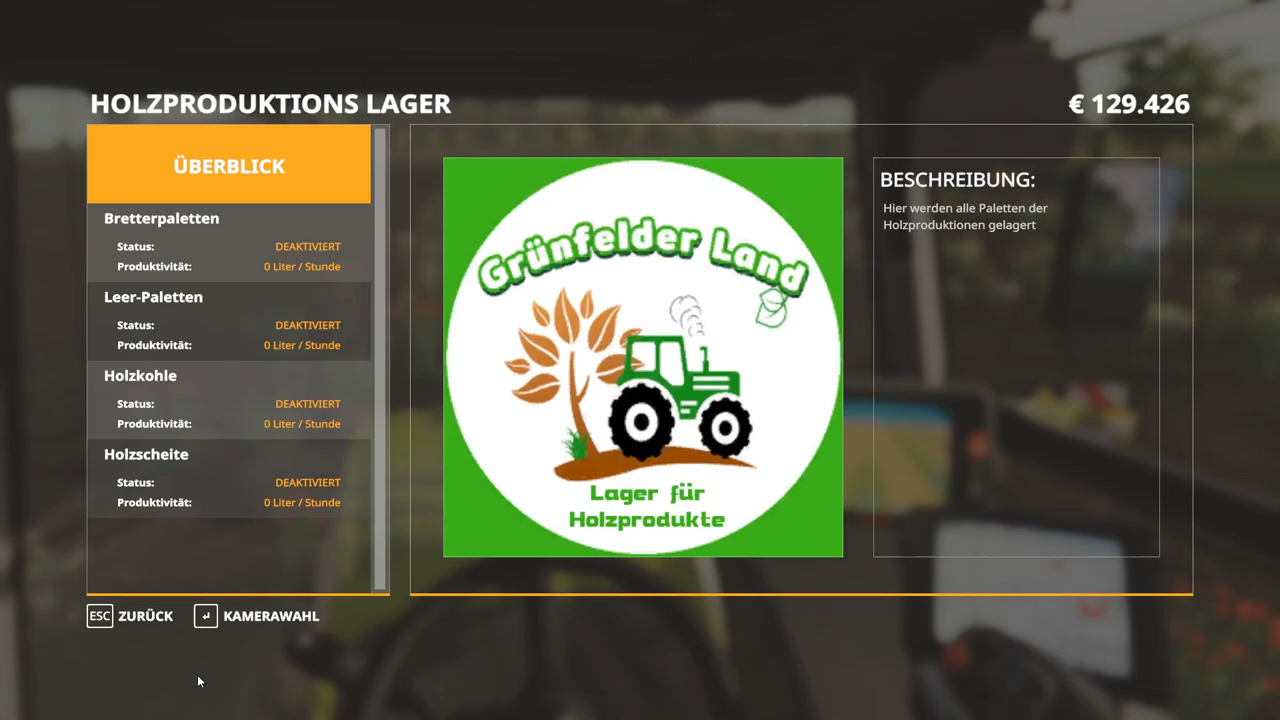 HOLZPRODUKTIONS LAGER
€ 129.426
ÜBERBLICK
Bretterpaletten
Status: DEAKTIVIERT
Produktivität: 0 Liter / Stunde
Leer-Paletten
Status: DEAKTIVIERT
Produktivität: 0 Liter / Stunde
Holzkohle
Status: DEAKTIVIERT
Produktivität: 0 Liter / Stunde
Holzscheite
Status: DEAKTIVIERT
Produktivität: 0 Liter / Stunde
Grünfelder Land
Lager für
Holzprodukte
BESCHREIBUNG:
Hier werden alle Paletten der
Holzproduktionen gelagert
ESC ZURÜCK ↵ KAMERAWAHL